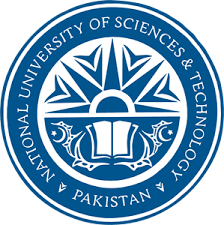 NATIONAL UNIVERSITY OF SCIENCES & TECHNOLOGY
PAKISTAN